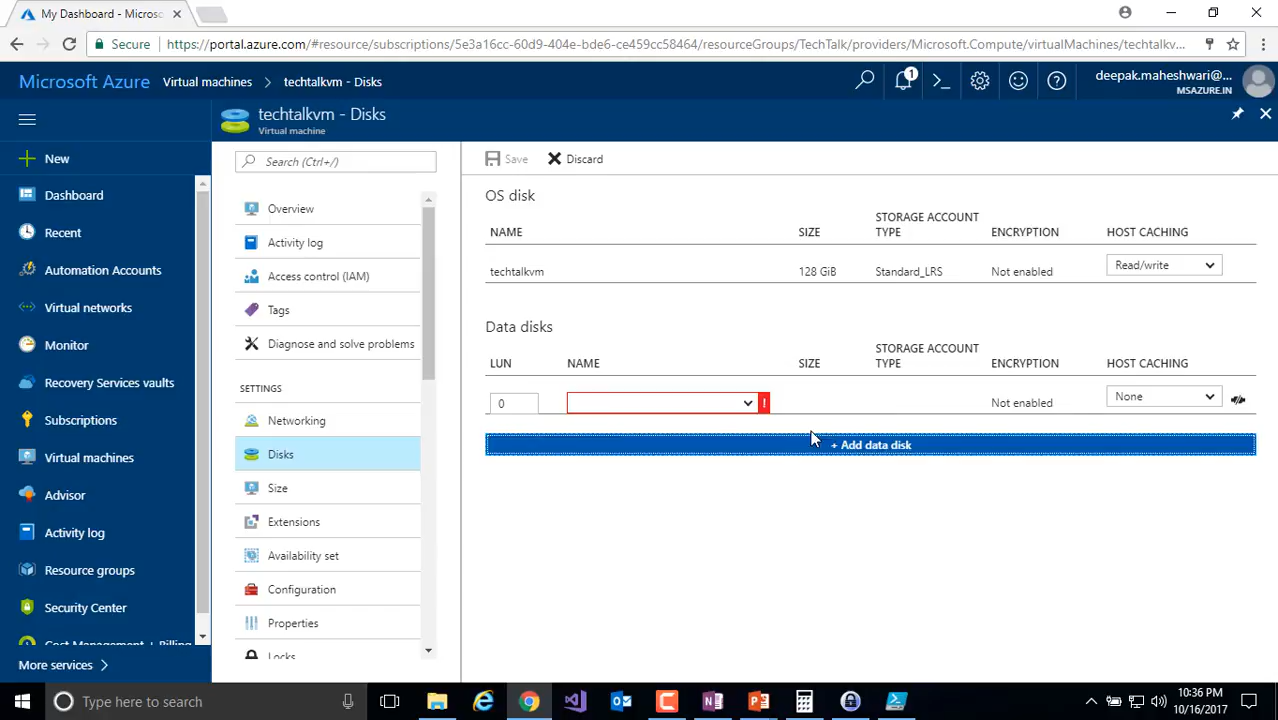 My Dashboard - Microsc
Secure
https://portal.azure.com/#resource/subscriptions/5e3a16cc-60d9-404e-bde6-ce459cc58464/resourceGroups/TechTalk/providers/Microsoft.Compute/virtualMachines/techtalkv...
Microsoft Azure Virtual machines > techtalkvm - Disks
1
deepak.maheshwari@...
MSAZURE.IN
techtalkvm - Disks
Virtual machine
New
Dashboard
Recent
Automation Accounts
Virtual networks
Monitor
Recovery Services vaults
Subscriptions
Virtual machines
Advisor
Activity log
Resource groups
Security Center
Cost Management + Billing
More services >
Search (Ctrl+/)
Overview
Activity log
Access control (IAM)
Tags
Diagnose and solve problems
SETTINGS
Networking
Disks
Size
Extensions
Availability set
Configuration
Properties
Locks
Save Discard
OS disk
NAME SIZE STORAGE ACCOUNT TYPE ENCRYPTION HOST CACHING
techtalkvm 128 GiB Standard_LRS Not enabled Read/write
Data disks
LUN NAME SIZE STORAGE ACCOUNT TYPE ENCRYPTION HOST CACHING
0 ! Not enabled None
+ Add data disk
Type here to search
10:36 PM
10/16/2017